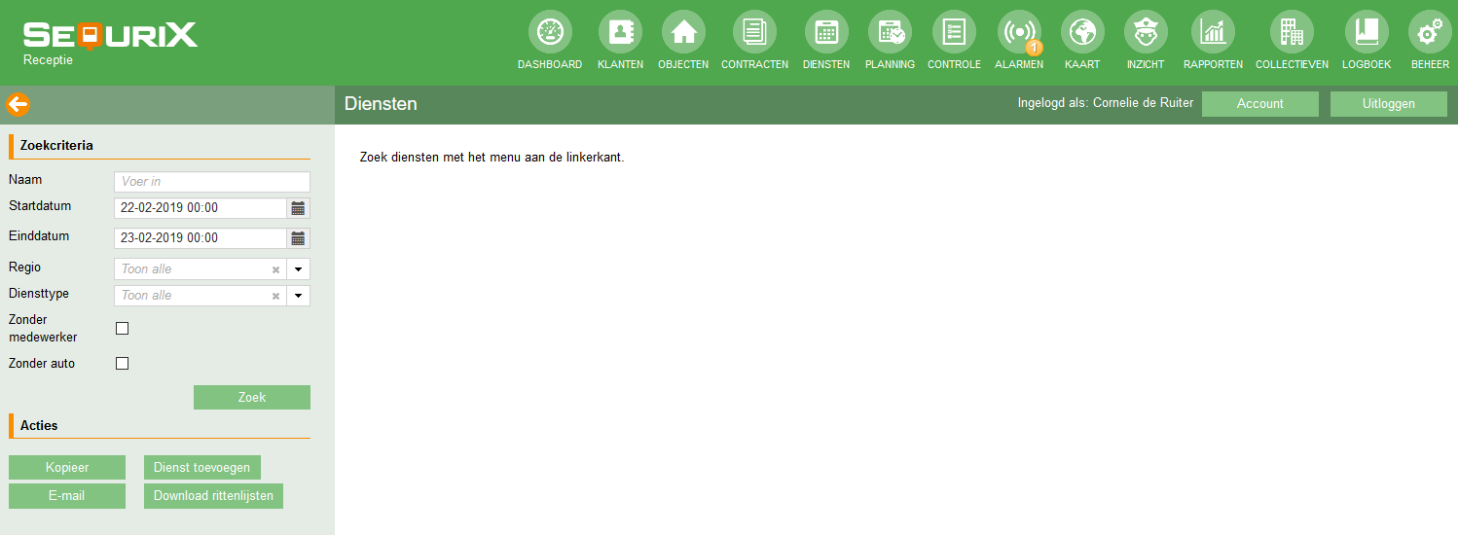 SEQURIX
Receptie
DASHBOARD KLANTEN OBJECTEN CONTRACTEN DIENSTEN PLANNING CONTROLE ALARMEN KAART INZICHT RAPPORTEN COLLECTIEVEN LOGBOEK BEHEER
1
Diensten
Ingelogd als: Cornelie de Ruiter
Account
Uitloggen
Zoekcriteria
Naam Voer in
Startdatum 22-02-2019 00:00
Einddatum 23-02-2019 00:00
Regio Toon alle
Diensttype Toon alle
Zonder
medewerker
Zonder auto
Zoek
Acties
Kopieer Dienst toevoegen
E-mail Download rittenlijsten
Zoek diensten met het menu aan de linkerkant.